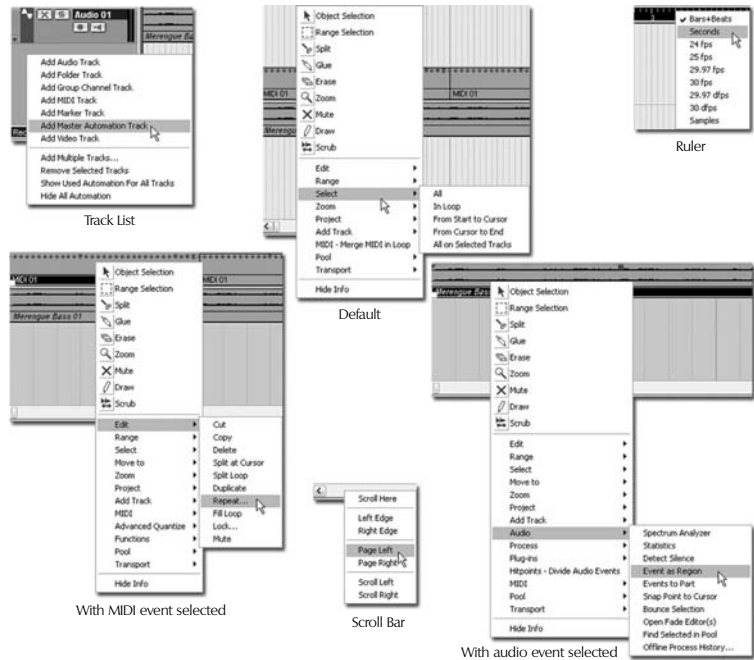 X S Audio 01
Merengue Ba
Add Audio Track
Add Folder Track
Add Group Channel Track
Add MIDI Track
Add Marker Track
Add Master Automation Track
Add Video Track
Rec
Add Multiple Tracks...
Remove Selected Tracks
Show Used Automation For All Tracks
Hide All Automation
Track List
Object Selection
Range Selection
Split
Glue
Erase
Zoom
Mute
Draw
Scrub
MIDI 01
MIDI 01
Merengu
Edit
Range
Select
Zoom
Project
Add Track
MIDI - Merge MIDI in Loop
Pool
Transport
Hide Info
All
In Loop
From Start to Cursor
From Cursor to End
All on Selected Tracks
Default
1
Bars+Beats
Seconds
24 fps
25 fps
29.97 fps
30 fps
29.97 dfps
30 dfps
Samples
Ruler
MIDI 01
MIDI 01
Merengue Bass 01
Object Selection
Range Selection
Split
Glue
Erase
Zoom
Mute
Draw
Scrub
Edit
Range
Select
Move to
Zoom
Project
Add Track
MIDI
Advanced Quantize
Functions
Pool
Transport
Hide Info
Cut
Copy
Delete
Split at Cursor
Split Loop
Duplicate
Repeat...
Fill Loop
Lock...
Mute
With MIDI event selected
Scroll Here
Left Edge
Right Edge
Page Left
Page Right
Scroll Left
Scroll Right
Scroll Bar
Merengue Bass
Object Selection
Range Selection
Split
Glue
Erase
Zoom
Mute
Draw
Scrub
Edit
Range
Select
Move to
Zoom
Project
Add Track
Audio
Process
Plug-ins
Hitpoints - Divide Audio Events
MIDI
Pool
Transport
Hide Info
Spectrum Analyzer
Statistics
Detect Silence
Event as Region
Events to Part
Snap Point to Cursor
Bounce Selection
Open Fade Editor(s)
Find Selected in Pool
Offline Process History...
With audio event selected